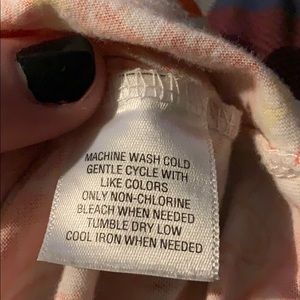 MACHINE WASH COLD
GENTLE CYCLE WITH
LIKE COLORS
ONLY NON-CHLORINE
BLEACH WHEN NEEDED
TUMBLE DRY LOW
COOL IRON WHEN NEEDED